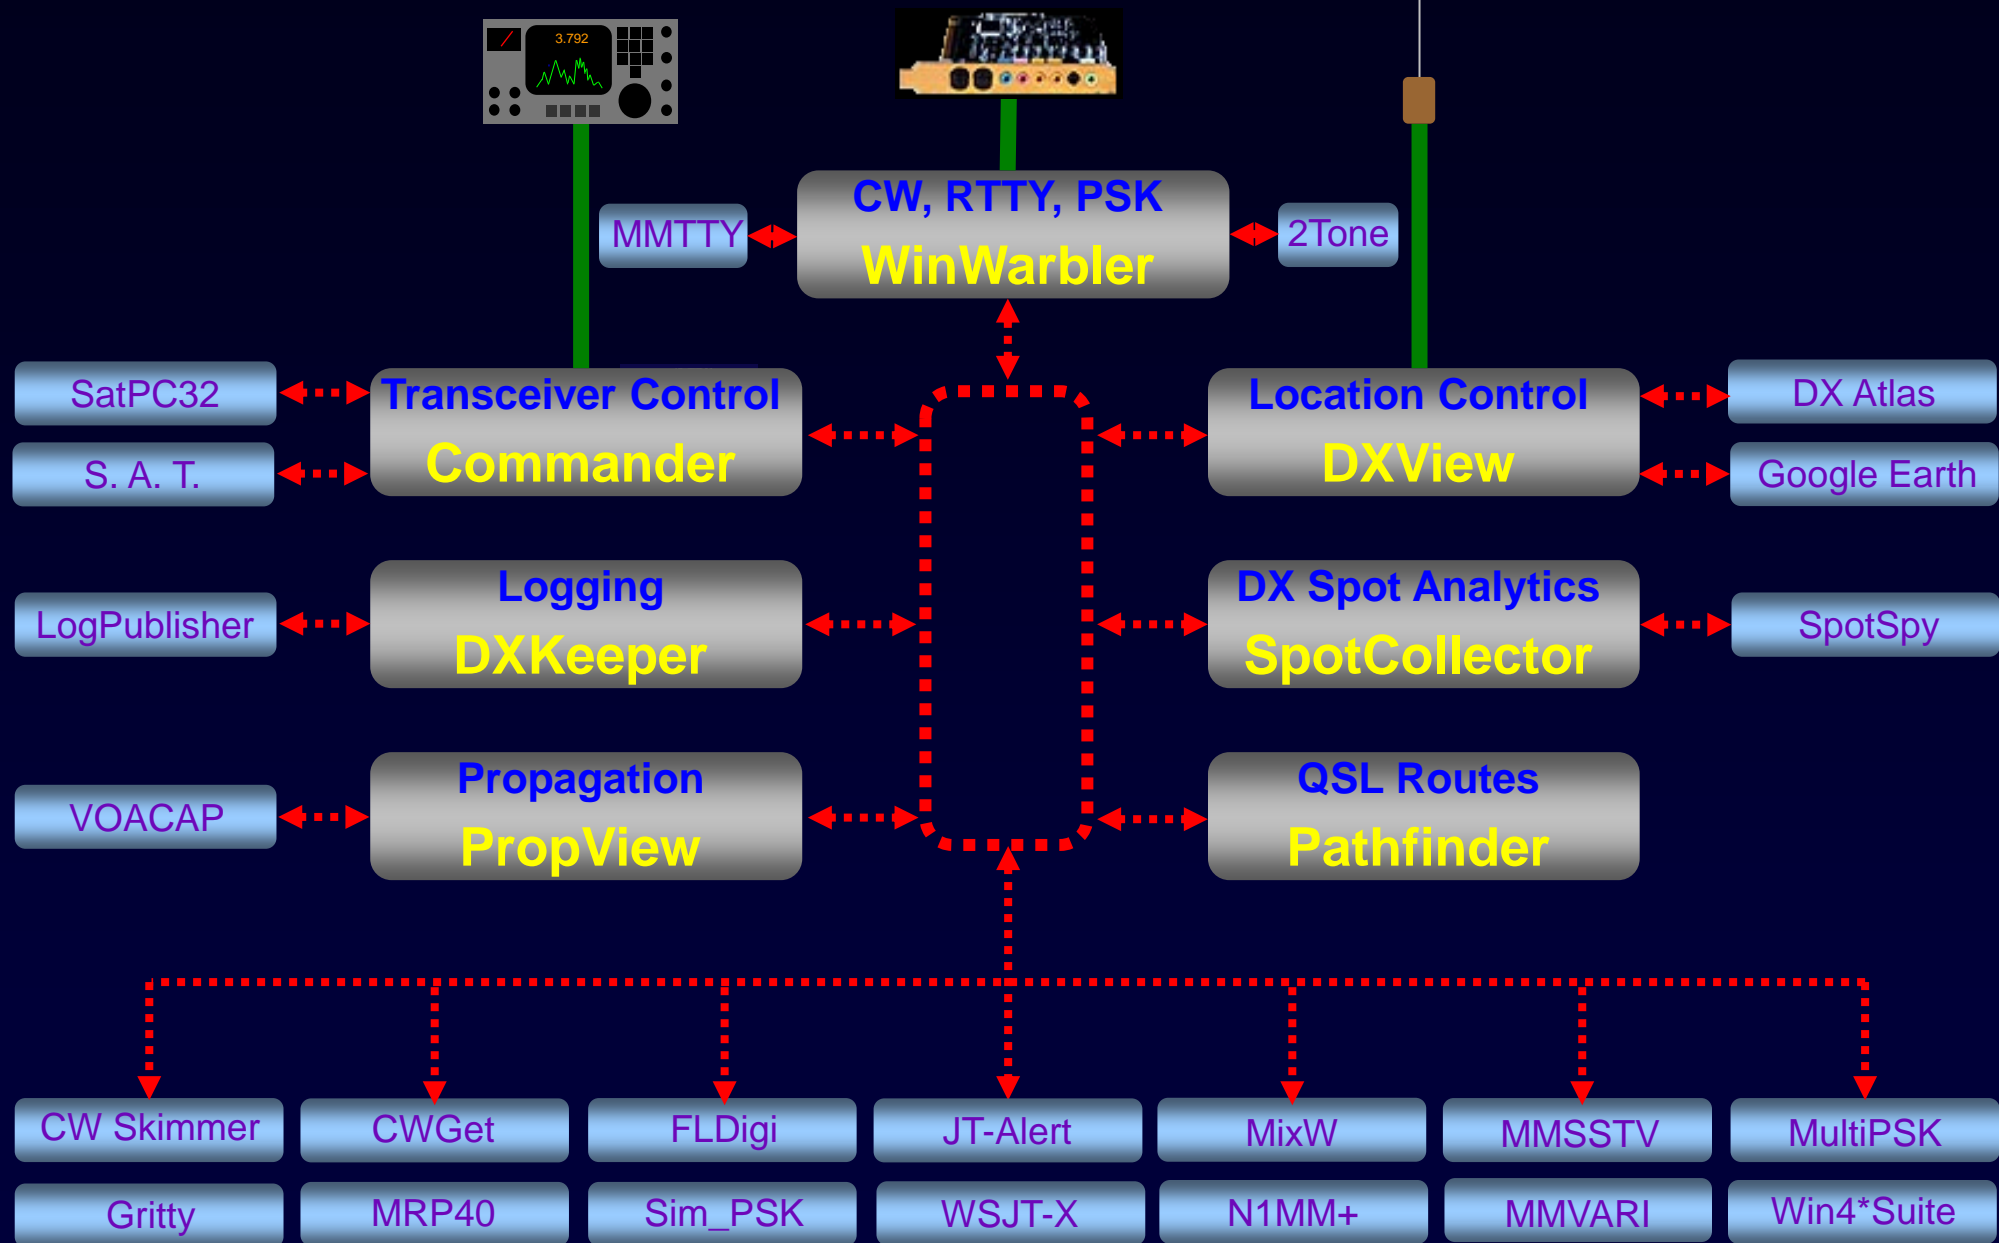 3.792
CW, RTTY, PSK
WinWarbler
MMTTY
2Tone
SatPC32
S. A. T.
Transceiver Control
Commander
Location Control
DXView
DX Atlas
Google Earth
LogPublisher
Logging
DXKeeper
DX Spot Analytics
SpotCollector
SpotSpy
VOACAP
Propagation
PropView
QSL Routes
Pathfinder
CW Skimmer
CWGet
FLDigi
JT-Alert
MixW
MMSSTV
MultiPSK
Gritty
MRP40
Sim_PSK
WSJT-X
N1MM+
MMVARI
Win4*Suite